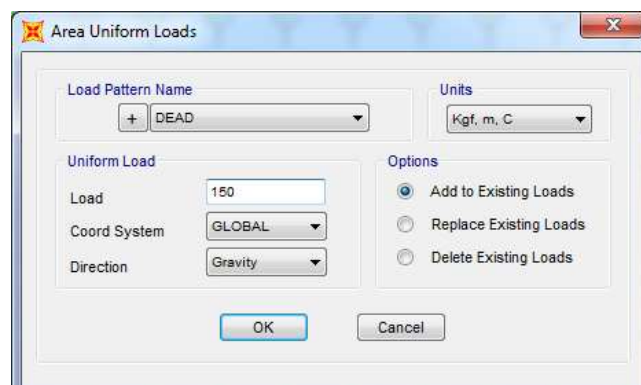 Area Uniform Loads
Load Pattern Name
+ DEAD
Units
Kgf, m, C
Uniform Load
Load 150
Coord System GLOBAL
Direction Gravity
Options
Add to Existing Loads
Replace Existing Loads
Delete Existing Loads
OK Cancel